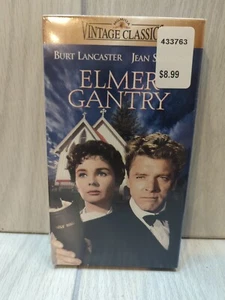 VINTAGE CLASSIC
433763
$8.99
BURT LANCASTER JEAN S
ELMER
GANTRY